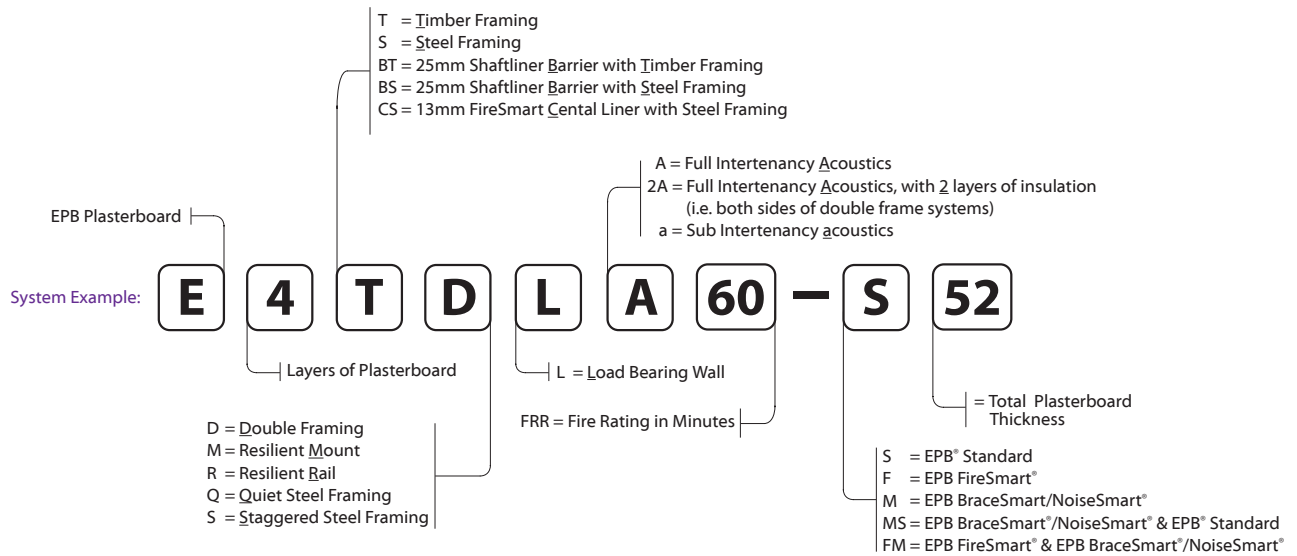 T = Timber Framing
S = Steel Framing
BT = 25mm Shaftliner Barrier with Timber Framing
BS = 25mm Shaftliner Barrier with Steel Framing
CS = 13mm FireSmart Cental Liner with Steel Framing
A = Full Intertenancy Acoustics
2A = Full Intertenancy Acoustics, with 2 layers of insulation
(i.e. both sides of double frame systems)
a = Sub Intertenancy acoustics
EPB Plasterboard
System Example: E 4 T D L A 60 – S 52
Layers of Plasterboard
L = Load Bearing Wall
FRR = Fire Rating in Minutes
= Total Plasterboard
Thickness
D = Double Framing
M = Resilient Mount
R = Resilient Rail
Q = Quiet Steel Framing
S = Staggered Steel Framing
S = EPB® Standard
F = EPB FireSmart®
M = EPB BraceSmart/NoiseSmart®
MS = EPB BraceSmart®/NoiseSmart® & EPB® Standard
FM = EPB FireSmart® & EPB BraceSmart®/NoiseSmart®